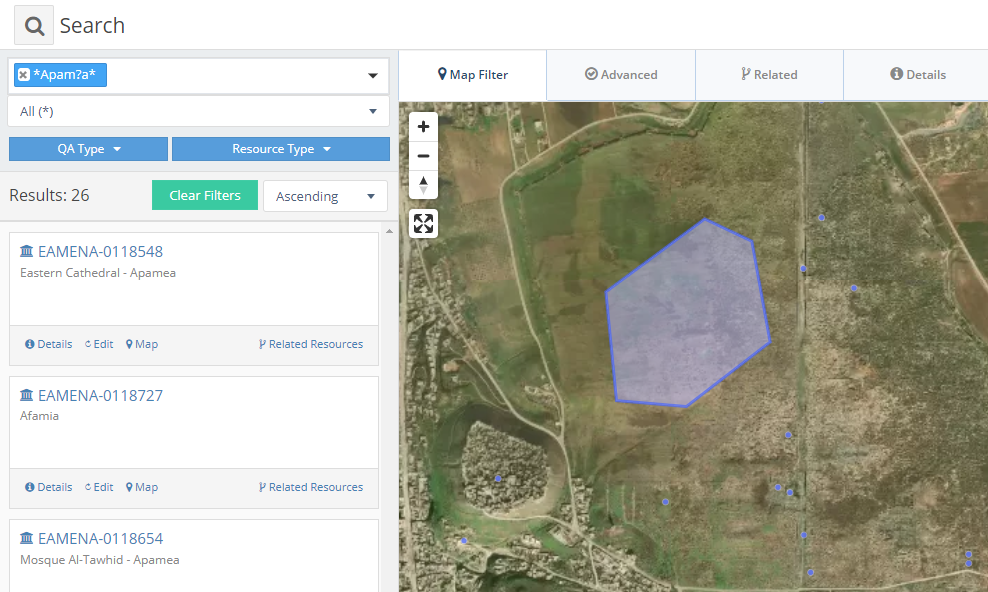 Search
*Apam?a*
All (*)
QA Type
Resource Type
Results: 26
Clear Filters
Ascending
EAMENA-0118548
Eastern Cathedral - Apamea
Details Edit Map Related Resources
EAMENA-0118727
Afamia
Details Edit Map Related Resources
EAMENA-0118654
Mosque Al-Tawhid - Apamea
Map Filter
Advanced
Related
Details